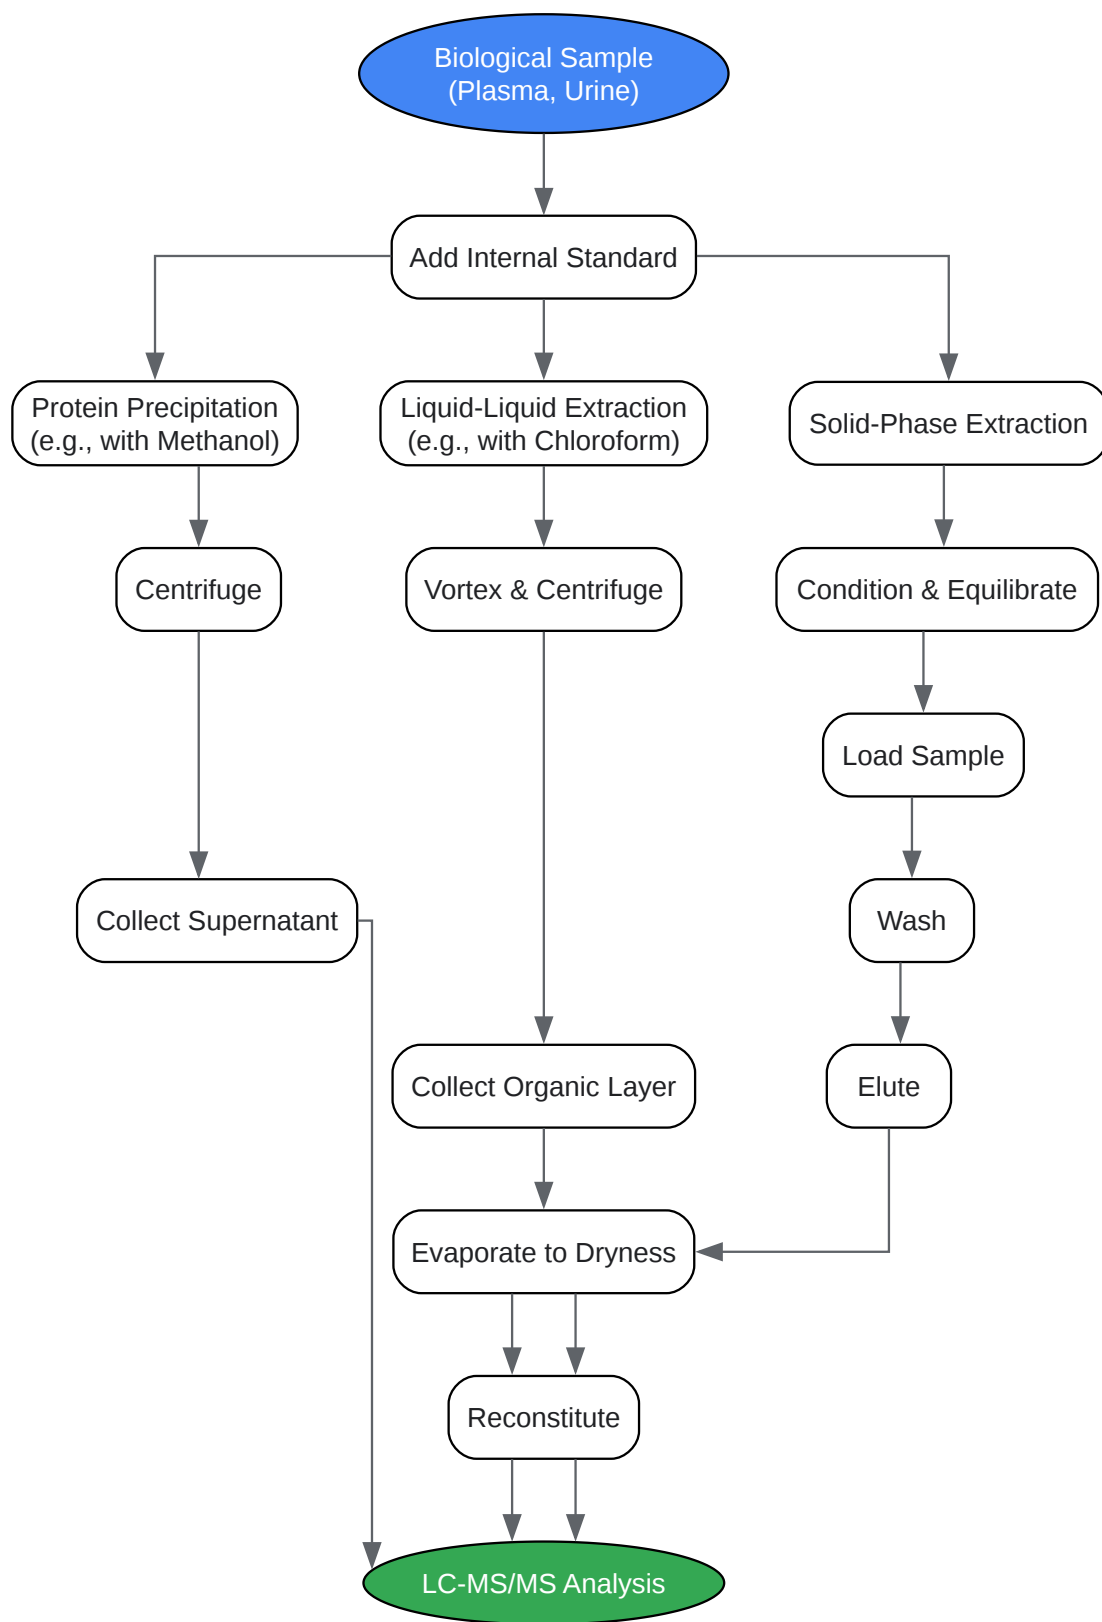 Biological Sample
(Plasma, Urine)
Add Internal Standard
Protein Precipitation
(e.g., with Methanol)
Liquid-Liquid Extraction
(e.g., with Chloroform)
Solid-Phase Extraction
Centrifuge
Vortex & Centrifuge
Condition & Equilibrate
Load Sample
Collect Supernatant
Wash
Collect Organic Layer
Elute
Evaporate to Dryness
Reconstitute
LC-MS/MS Analysis